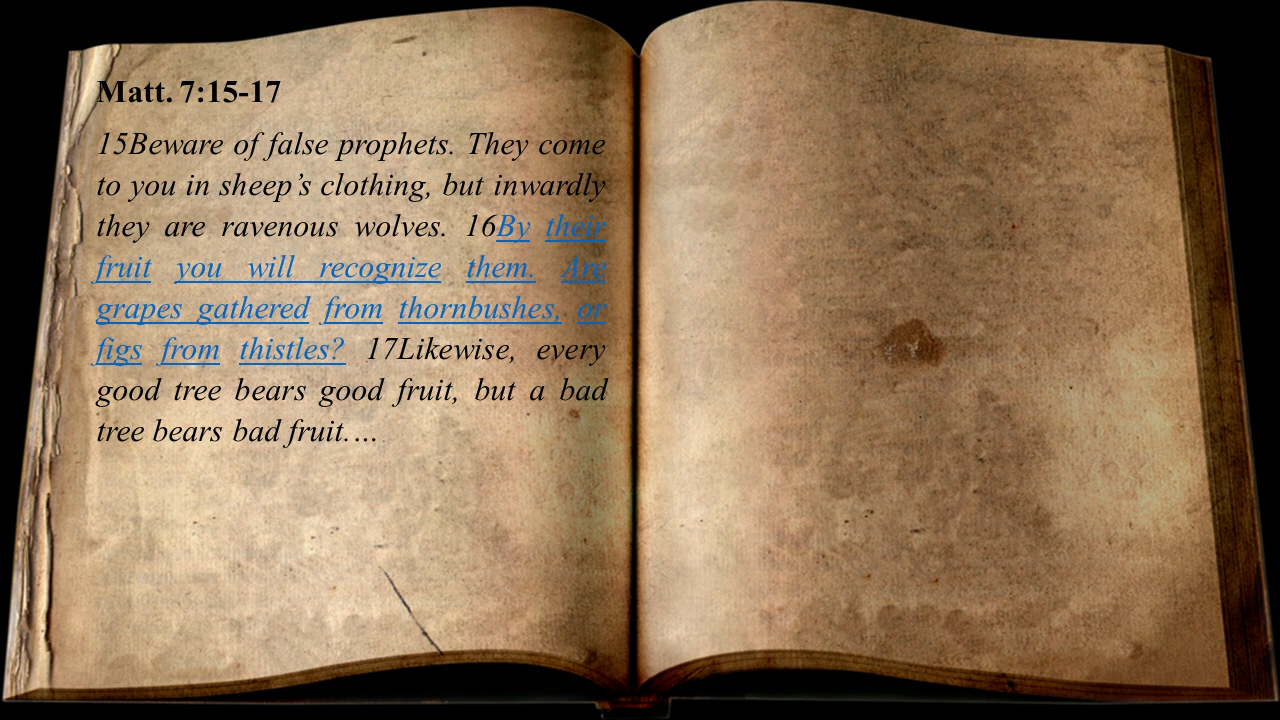 Matt. 7:15-17
15Beware of false prophets. They come
to you in sheep’s clothing, but inwardly
they are ravenous wolves. 16By their
fruit you will recognize them. Are
grapes gathered from thornbushes, or
figs from thistles? 17Likewise, every
good tree bears good fruit, but a bad
tree bears bad fruit.…